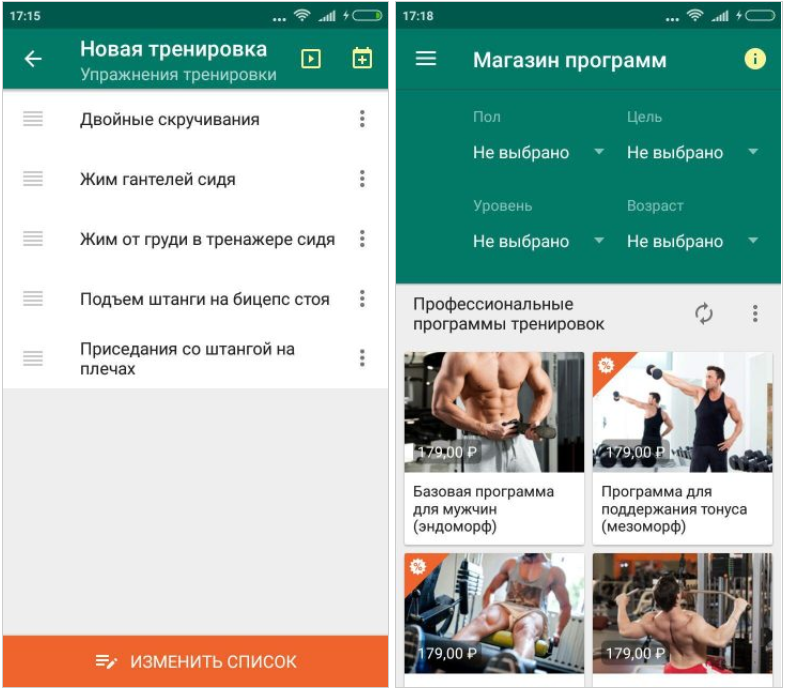 17:15
Новая тренировка
Упражнения тренировки
Двойные скручивания
Жим гантелей сидя
Жим от груди в тренажере сидя
Подъем штанги на бицепс стоя
Приседания со штангой на
плечах
ИЗМЕНИТЬ СПИСОК
17:18
Магазин программ
Пол
Цель
Не выбрано
Не выбрано
Уровень
Возраст
Не выбрано
Не выбрано
Профессиональные
программы тренировок
179,00 ₽
Базовая программа
для мужчин
(эндоморф)
%
179,00 ₽
Программа для
поддержания тонуса
(мезоморф)
%
179,00 ₽
179,00 ₽